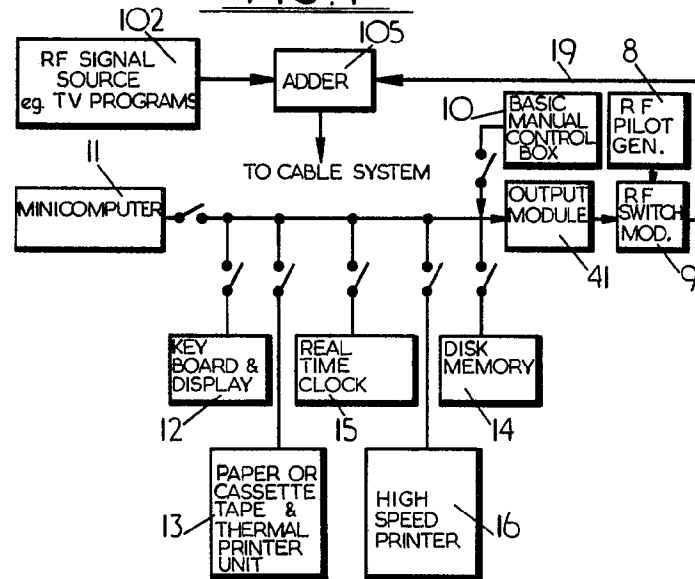 102
RF SIGNAL
SOURCE
eg. TV PROGRAMS
105
ADDER
19
8
10
BASIC
MANUAL
CONTROL
BOX
RF
PILOT
GEN.
TO CABLE SYSTEM
11
MINICOMPUTER
OUTPUT
MODULE
41
RF
SWITCH
MOD.
9
KEY
BOARD &
DISPLAY
12
REAL
TIME
CLOCK
15
DISK
MEMORY
14
PAPER OR
CASSETTE
TAPE &
THERMAL
PRINTER
UNIT
13
HIGH
SPEED
PRINTER
16